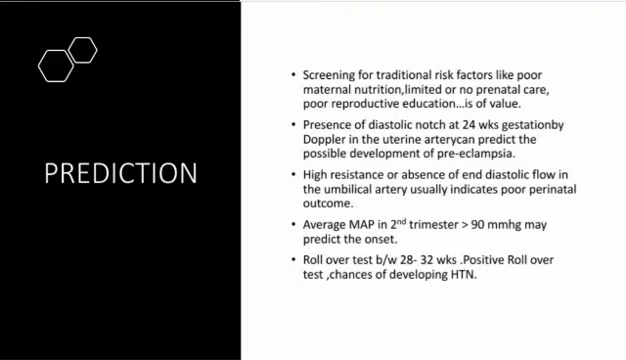 PREDICTION
• Screening for traditional risk factors like poor
maternal nutrition,limited or no prenatal care,
poor reproductive education...is of value.
• Presence of diastolic notch at 24 wks gestationby
Doppler in the uterine arterycan predict the
possible development of pre-eclampsia.
• High resistance or absence of end diastolic flow in
the umbilical artery usually indicates poor perinatal
outcome.
• Average MAP in 2nd trimester > 90 mmhg may
predict the onset.
• Roll over test b/w 28- 32 wks .Positive Roll over
test ,chances of developing HTN.